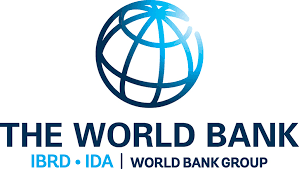 THE WORLD BANK
IBRD • IDA | WORLD BANK GROUP